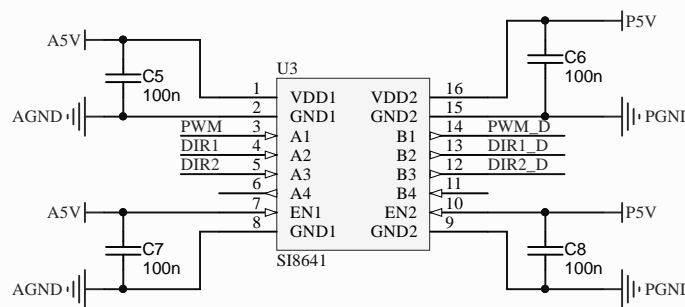 A5V
P5V
C5
100n
U3
C6
100n
AGND
PGND
1 VDD1 VDD2 16
2 GND1 GND2 15
PWM 3 A1 B1 14 PWM_D
DIR1 4 A2 B2 13 DIR1_D
DIR2 5 A3 B3 12 DIR2_D
6 A4 B4 11
A5V 7 EN1 EN2 10 P5V
8 GND1 GND2 9
C7
100n
SI8641
C8
100n
AGND
PGND